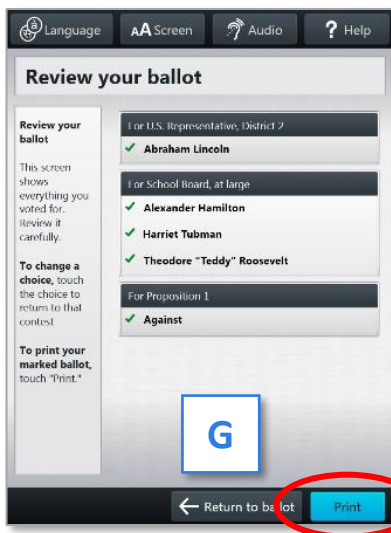 Language AA Screen Audio ? Help
Review your ballot
Review your
ballot
This screen
shows
everything you
voted for.
Review it
carefully.
To change a
choice, touch
the choice to
return to that
contest
To print your
marked ballot,
touch "Print."
For U.S. Representative, District 2
Abraham Lincoln
For School Board, at large
Alexander Hamilton
Harriet Tubman
Theodore "Teddy" Roosevelt
For Proposition 1
Against
G
Return to ballot Print